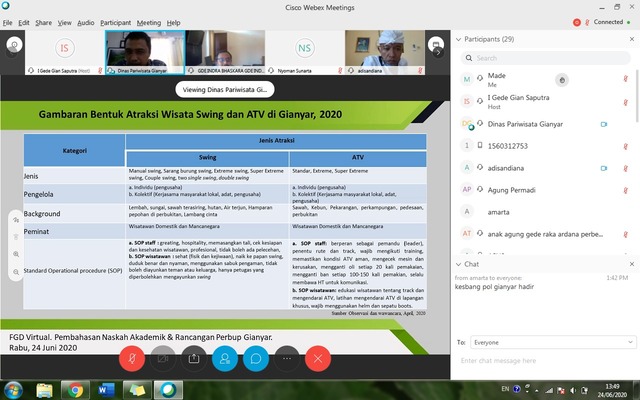 Cisco Webex Meetings
File Edit Share View Audio Participant Meeting Help
Connected
IS
NS
I Gede Gian Saputra (Host)
Dinas Pariwisata Gianyar
GDE INDRA BHASKARA GDE IND...
Nyoman Sunarta
adisandiana
Viewing Dinas Pariwisata Gi...
Gambaran Bentuk Atraksi Wisata Swing dan ATV di Gianyar, 2020
Kategori
Jenis Atraksi
Swing
ATV
Jenis
Manual swing, Sarang burung swing, Extreme swing, Super Extreme
swing, Couple swing, two single swing, double swing
Standar, Extreme, Super Extreme
Pengelola
a. Individu (pengusaha)
b. Kolektif (Kerjasama masyarakat lokal, adat, pengusaha)
a. Individu (pengusaha)
b. Kolektif (Kerjasama masyarakat lokal, adat,
pengusaha)
Background
Lembah, sungai, sawah terasiring, hutan, Air terjun, Hamparan
pepohan di perbukitan, Lambang cinta
Sawah, Kebun, Pekarangan, perkampungan, pedesaan,
perbukitan
Peminat
Wisatawan Domestik dan Mancanegara
Wisatawan Domestik dan Mancanegara
Standard Operational procedure (SOP)
a. SOP staff : greeting, hospitality, memasangkan tali, cek kesiapan
dan kesehatan wisatawan, profesional, tidak boleh ada pelecehan,
b. SOP wisatawan : sehat (fisik dan kejiwaan), naik ke papan swing,
duduk benar dan nyaman, menggunakan sabuk pengaman, tidak
boleh diayunkan teman atau keluarga, hanya petugas yang
diperbolehkan mengayunkan swing
a. SOP staff: berperan sebagai pemandu (leader),
penentu rute dan track, wajib mengikuti training,
memastikan kondisi ATV aman, mengecek mesin dan
kerusakan, mengganti oli setiap 20 kali pemakaian,
mengganti ban setiap 100-150 kali pemakian, selalu
membawa HT untuk komunikasi.
b. SOP wisatawan: edukasi wisatawan tentang track dan
mengendarai ATV, latihan mengendarai ATV di lapangan
khusus, wajib menggunakan helm dan sepatu boots.
Sumber: Observasi dan wawancara, April, 2020
FGD Virtual. Pembahasan Naskah Akademik & Rancangan Perbup Gianyar.
Rabu, 24 Juni 2020
Participants (29)
Search
M
Made
Me
IS
I Gede Gian Saputra
Host
Dinas Pariwisata Gianyar
1
1560312753
A
adisandiana
AP
Agung Permadi
A
amarta
AT
anak agung gede raka ardana perbe...
Chat
from amarta to everyone:
1:42 PM
kesbang pol gianyar hadir
To:
Everyone
Enter chat message here
EN
13:49
24/06/2020